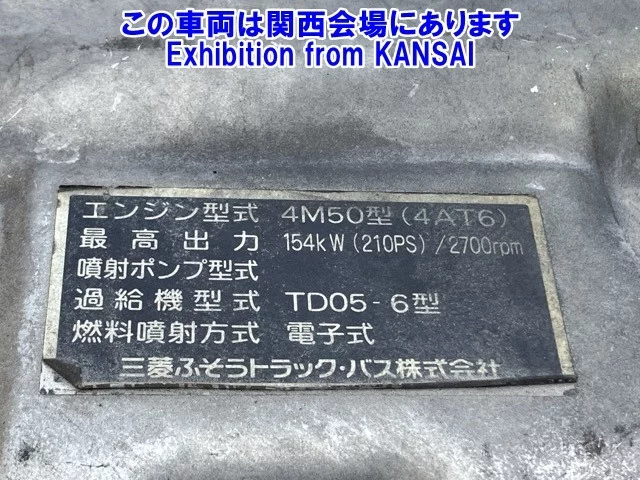 この車両は関西会場にあります
Exhibition from KANSAI
エンジン型式 4M50型(4AT6)
最高出力 154kW(210PS)/2700rpm
噴射ポンプ型式
過給機型式 TD05-6型
燃料噴射方式 電子式
三菱ふそうトラック・バス株式会社